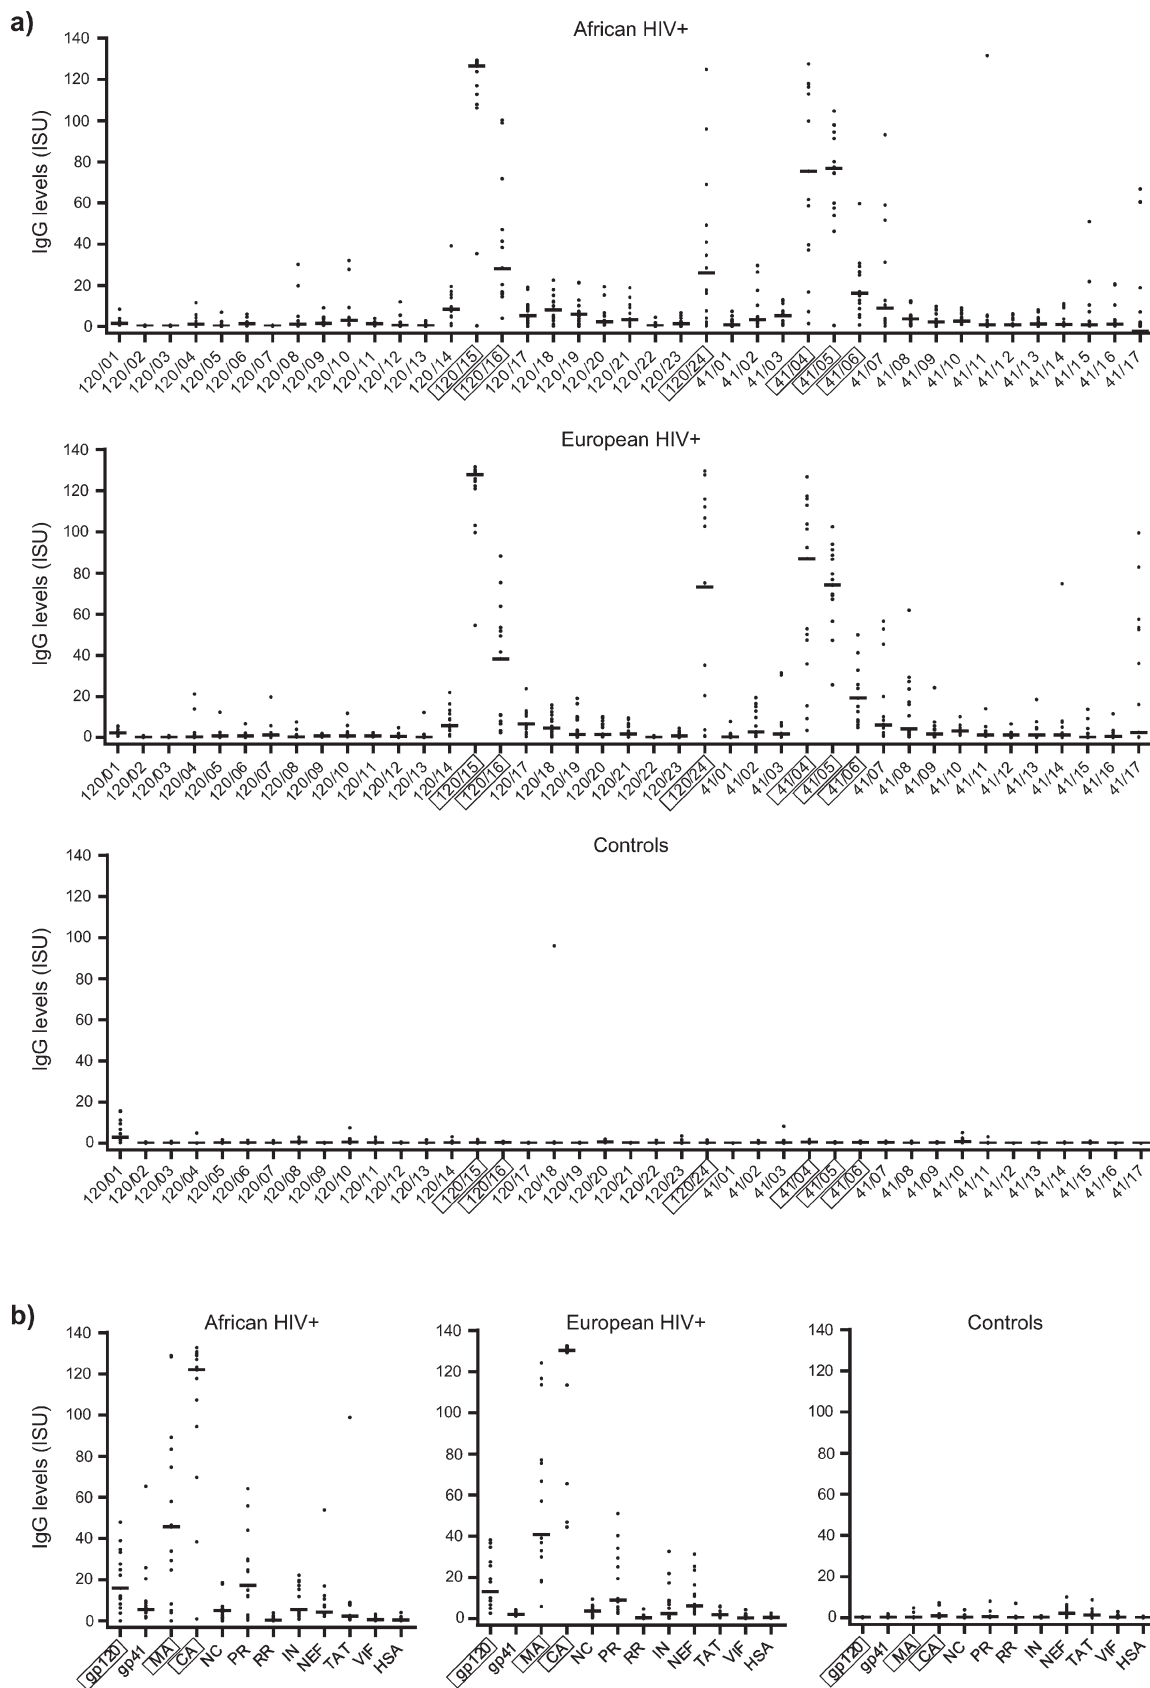 a)
African HIV+
IgG levels (ISU)
140
120
100
80
60
40
20
0
120/01 120/02 120/03 120/04 120/05 120/06 120/07 120/08 120/09 120/10 120/11 120/12 120/13 120/14 120/15 120/16 120/17 120/18 120/19 120/20 120/21 120/22 120/23 120/24 41/01 41/02 41/03 41/04 41/05 41/06 41/07 41/08 41/09 41/10 41/11 41/12 41/13 41/14 41/15 41/16 41/17
European HIV+
IgG levels (ISU)
140
120
100
80
60
40
20
0
120/01 120/02 120/03 120/04 120/05 120/06 120/07 120/08 120/09 120/10 120/11 120/12 120/13 120/14 120/15 120/16 120/17 120/18 120/19 120/20 120/21 120/22 120/23 120/24 41/01 41/02 41/03 41/04 41/05 41/06 41/07 41/08 41/09 41/10 41/11 41/12 41/13 41/14 41/15 41/16 41/17
Controls
IgG levels (ISU)
140
120
100
80
60
40
20
0
120/01 120/02 120/03 120/04 120/05 120/06 120/07 120/08 120/09 120/10 120/11 120/12 120/13 120/14 120/15 120/16 120/17 120/18 120/19 120/20 120/21 120/22 120/23 120/24 41/01 41/02 41/03 41/04 41/05 41/06 41/07 41/08 41/09 41/10 41/11 41/12 41/13 41/14 41/15 41/16 41/17
b)
African HIV+
IgG levels (ISU)
140
120
100
80
60
40
20
0
gp120 gp41 MA CA NC PR RR IN NEF TAT VIF HSA
European HIV+
140
120
100
80
60
40
20
0
gp120 gp41 MA CA NC PR RR IN NEF TAT VIF HSA
Controls
140
120
100
80
60
40
20
0
gp120 gp41 MA CA NC PR RR IN NEF TAT VIF HSA